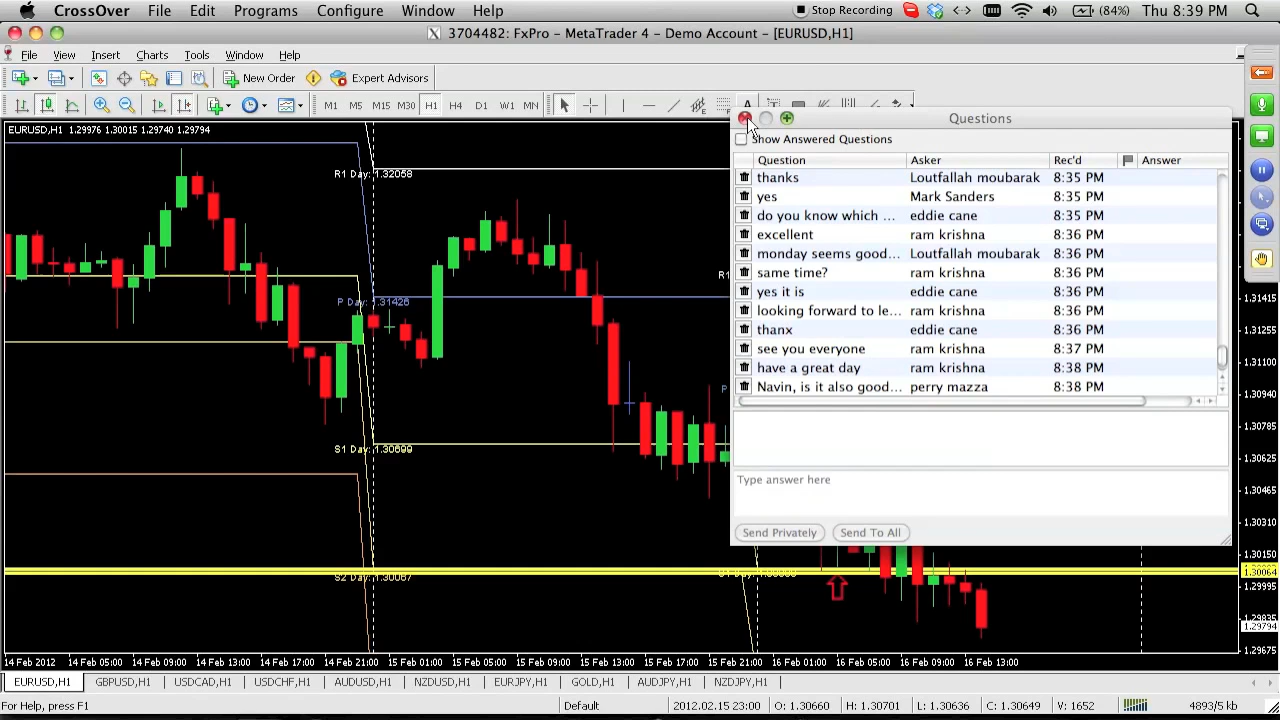 CrossOver File Edit Programs Configure Window Help Stop Recording (84%) Thu 8:39 PM
3704482: FxPro - MetaTrader 4 - Demo Account - [EURUSD,H1]
File View Insert Charts Tools Window Help
New Order Expert Advisors
M1 M5 M15 M30 H1 H4 D1 W1 MN A
EURUSD,H1 1.29976 1.30015 1.29740 1.29794
R1 Day: 1.32058
P Day: 1.31426
S1 Day: 1.30699
S2 Day: 1.30067
R1
P
Questions
Show Answered Questions
Question Asker Rec'd Answer
thanks Loutfallah moubarak 8:35 PM
yes Mark Sanders 8:35 PM
do you know which ... eddie cane 8:35 PM
excellent ram krishna 8:35 PM
monday seems good... Loutfallah moubarak 8:36 PM
same time? ram krishna 8:36 PM
yes it is eddie cane 8:36 PM
looking forward to le... ram krishna 8:36 PM
thanx eddie cane 8:36 PM
see you everyone ram krishna 8:37 PM
have a great day ram krishna 8:38 PM
Navin, is it also good... perry mazza 8:38 PM
Type answer here
Send Privately Send To All
1.31415
1.31255
1.31100
1.30940
1.30785
1.30625
1.30465
1.30310
1.30150
1.30064
1.29995
1.29794
1.29675
14 Feb 2012 14 Feb 05:00 14 Feb 09:00 14 Feb 13:00 14 Feb 17:00 14 Feb 21:00 15 Feb 01:00 15 Feb 05:00 15 Feb 09:00 15 Feb 13:00 15 Feb 17:00 15 Feb 21:00 16 Feb 01:00 16 Feb 05:00 16 Feb 09:00 16 Feb 13:00
EURUSD,H1 GBPUSD,H1 USDCAD,H1 USDCHF,H1 AUDUSD,H1 NZDUSD,H1 EURJPY,H1 GOLD,H1 AUDJPY,H1 NZDJPY,H1
For Help, press F1 Default 2012.02.15 23:00 O: 1.30660 H: 1.30701 L: 1.30636 C: 1.30649 V: 1652 4893/5 kb